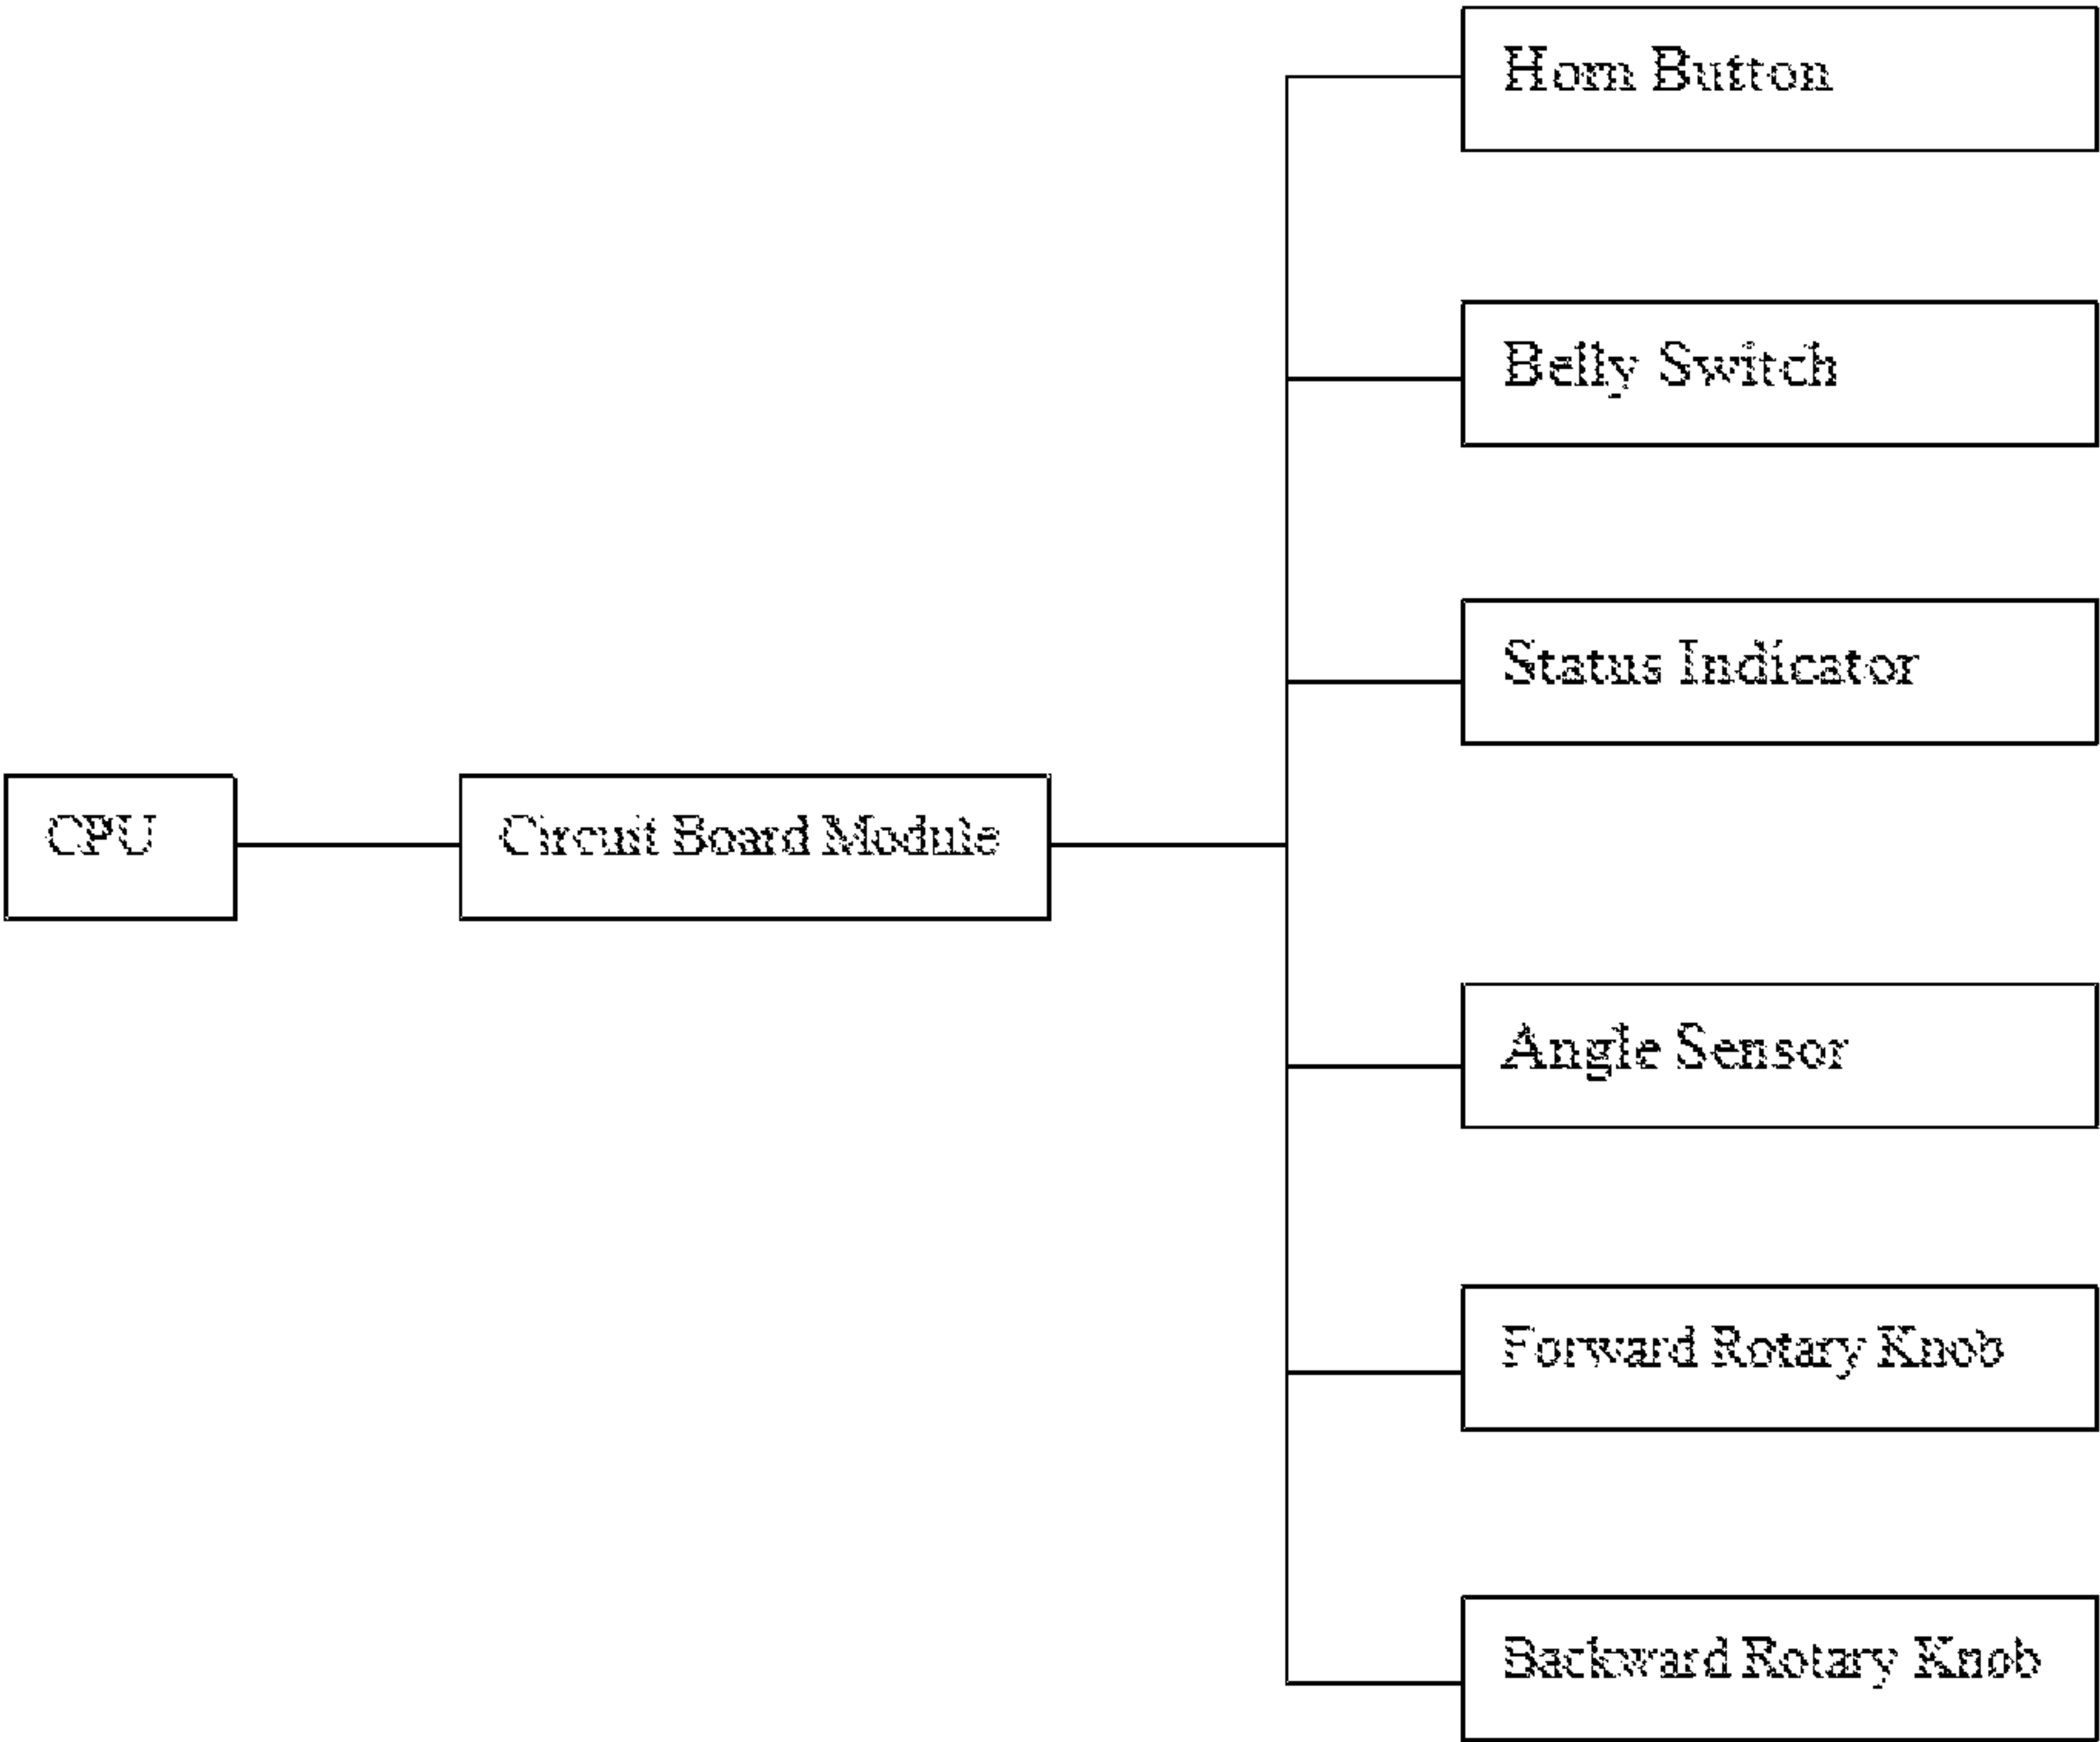 Horn Button
Belly Switch
Status Indicator
CPU
Circuit Board Module
Angle Sensor
Forward Rotary Knob
Backward Rotary Knob